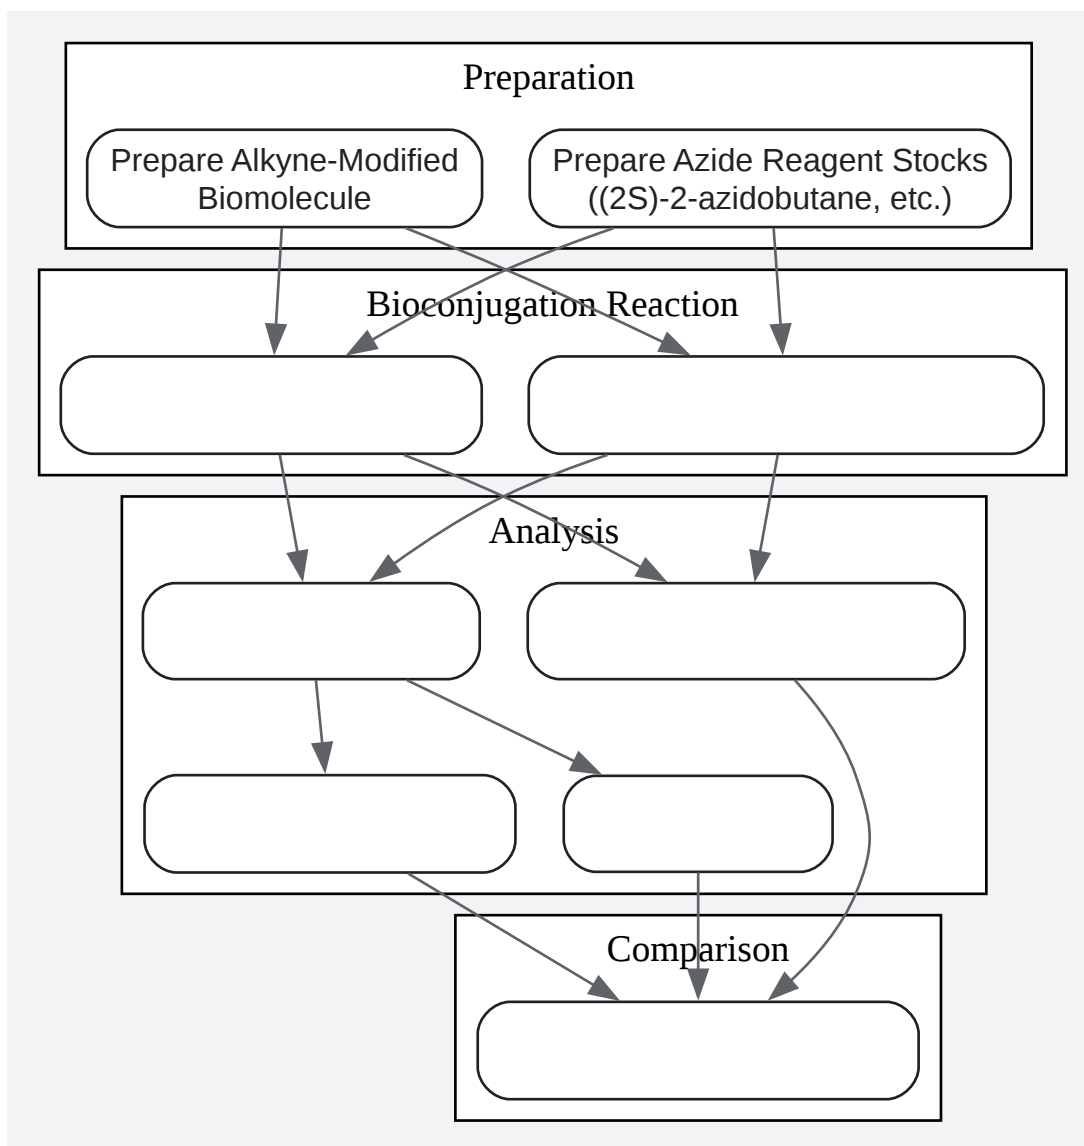 Preparation
Prepare Alkyne-Modified
Biomolecule
Prepare Azide Reagent Stocks
((2S)-2-azidobutane, etc.)
Bioconjugation Reaction
Analysis
Comparison